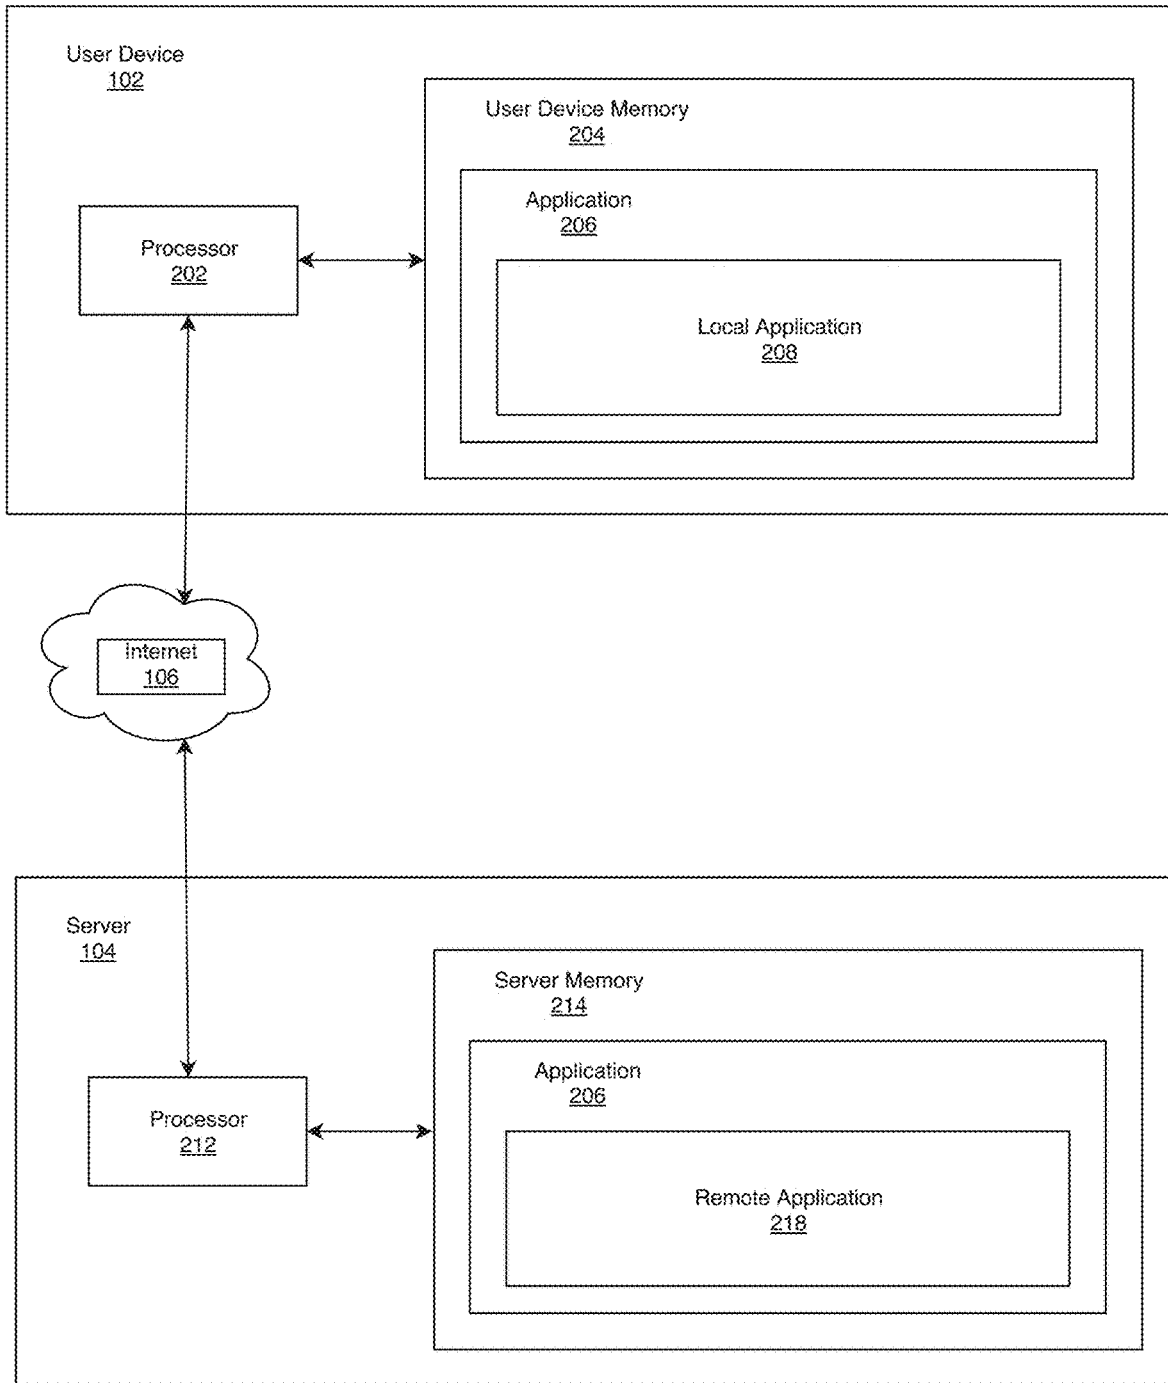 User Device
102
User Device Memory
204
Application
206
Processor
202
Local Application
208
Internet
106
Server
104
Server Memory
214
Application
206
Processor
212
Remote Application
218